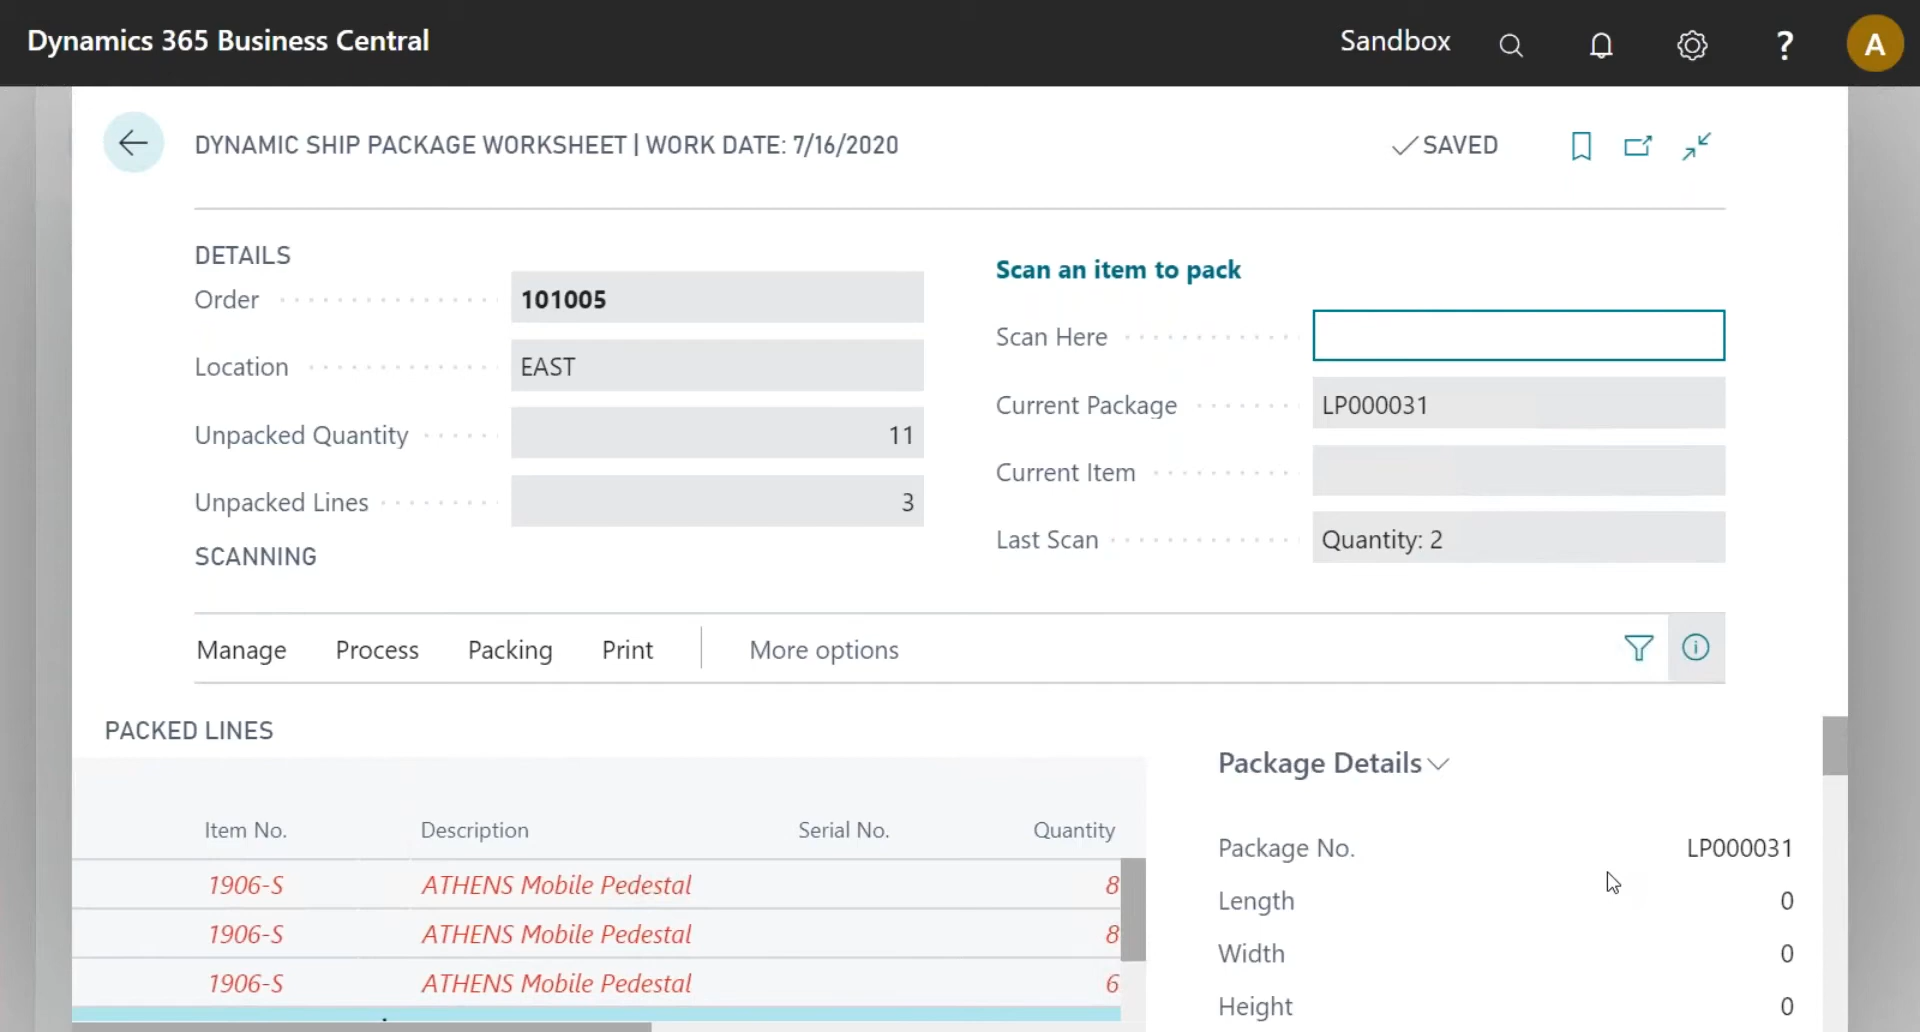 Dynamics 365 Business Central
Sandbox
?
A
DYNAMIC SHIP PACKAGE WORKSHEET | WORK DATE: 7/16/2020
SAVED
DETAILS
Order 101005
Location EAST
Unpacked Quantity 11
Unpacked Lines 3
SCANNING
Scan an item to pack
Scan Here
Current Package LP000031
Current Item
Last Scan Quantity: 2
Manage Process Packing Print More options
PACKED LINES
Item No. Description Serial No. Quantity
1906-S ATHENS Mobile Pedestal 8
1906-S ATHENS Mobile Pedestal 8
1906-S ATHENS Mobile Pedestal 6
Package Details
Package No. LP000031
Length 0
Width 0
Height 0